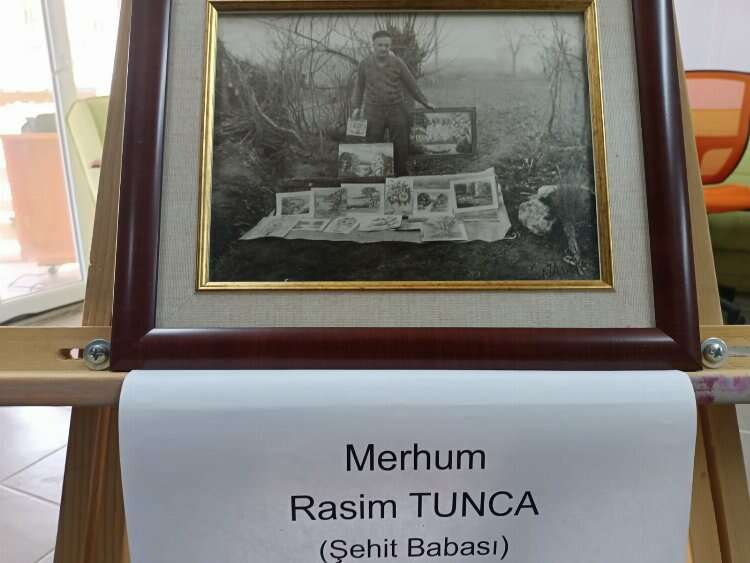 Merhum
Rasim TUNCA
(Şehit Babası)